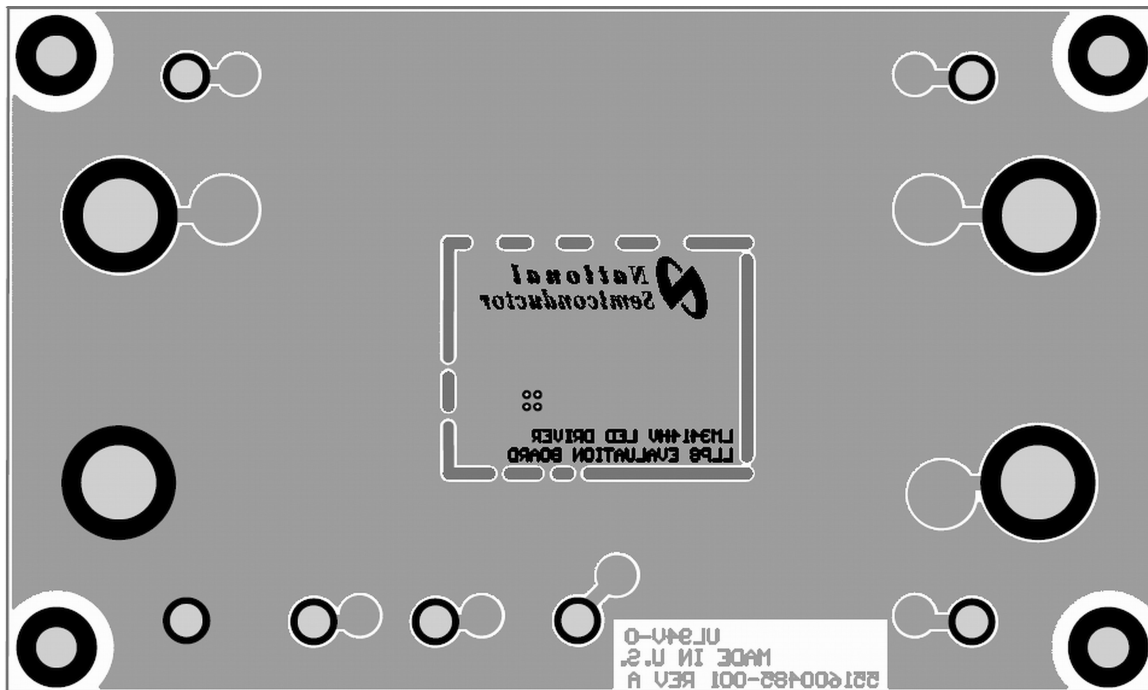 National
Semiconductor
LM3414HV LED DRIVER
LLP8 EVALUATION BOARD
UL94V-0
MADE IN U.S.
551600485-001 REV A